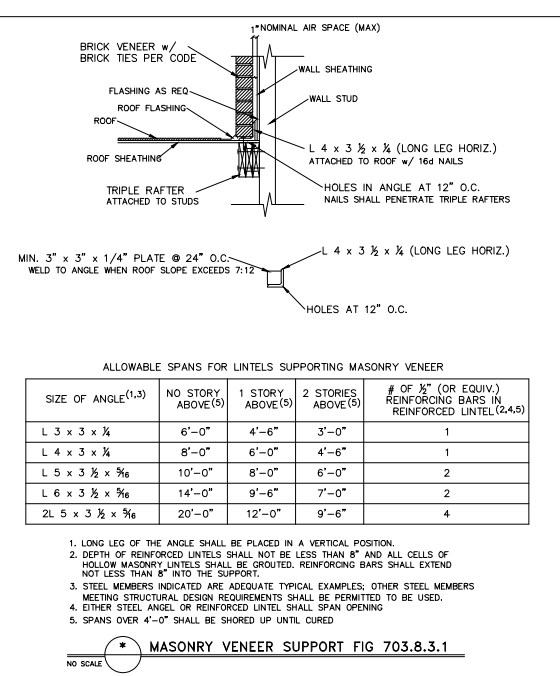 1" NOMINAL AIR SPACE (MAX)
BRICK VENEER w/
BRICK TIES PER CODE
WALL SHEATHING
FLASHING AS REQ
WALL STUD
ROOF FLASHING
ROOF
L 4 x 3 ½ x ¼ (LONG LEG HORIZ.)
ATTACHED TO ROOF w/ 16d NAILS
ROOF SHEATHING
HOLES IN ANGLE AT 12" O.C.
NAILS SHALL PENETRATE TRIPLE RAFTERS
TRIPLE RAFTER
ATTACHED TO STUDS
L 4 x 3 ½ x ¼ (LONG LEG HORIZ.)
MIN. 3" x 3" x 1/4" PLATE @ 24" O.C.
WELD TO ANGLE WHEN ROOF SLOPE EXCEEDS 7:12
HOLES AT 12" O.C.
ALLOWABLE SPANS FOR LINTELS SUPPORTING MASONRY VENEER
SIZE OF ANGLE(1,3) NO STORY ABOVE(5) 1 STORY ABOVE(5) 2 STORIES ABOVE(5) # OF ½" (OR EQUIV.) REINFORCING BARS IN REINFORCED LINTEL(2,4,5)
L 3 x 3 x ¼ 6'-0" 4'-6" 3'-0" 1
L 4 x 3 x ¼ 8'-0" 6'-0" 4'-6" 1
L 5 x 3 ½ x 5/16 10'-0" 8'-0" 6'-0" 2
L 6 x 3 ½ x 5/16 14'-0" 9'-6" 7'-0" 2
2L 5 x 3 ½ x 5/16 20'-0" 12'-0" 9'-6" 4
1. LONG LEG OF THE ANGLE SHALL BE PLACED IN A VERTICAL POSITION.
2. DEPTH OF REINFORCED LINTELS SHALL NOT BE LESS THAN 8" AND ALL CELLS OF
HOLLOW MASONRY LINTELS SHALL BE GROUTED. REINFORCING BARS SHALL EXTEND
NOT LESS THAN 8" INTO THE SUPPORT.
3. STEEL MEMBERS INDICATED ARE ADEQUATE TYPICAL EXAMPLES; OTHER STEEL MEMBERS
MEETING STRUCTURAL DESIGN REQUIREMENTS SHALL BE PERMITTED TO BE USED.
4. EITHER STEEL ANGEL OR REINFORCED LINTEL SHALL SPAN OPENING
5. SPANS OVER 4'-0" SHALL BE SHORED UP UNTIL CURED
* MASONRY VENEER SUPPORT FIG 703.8.3.1
NO SCALE